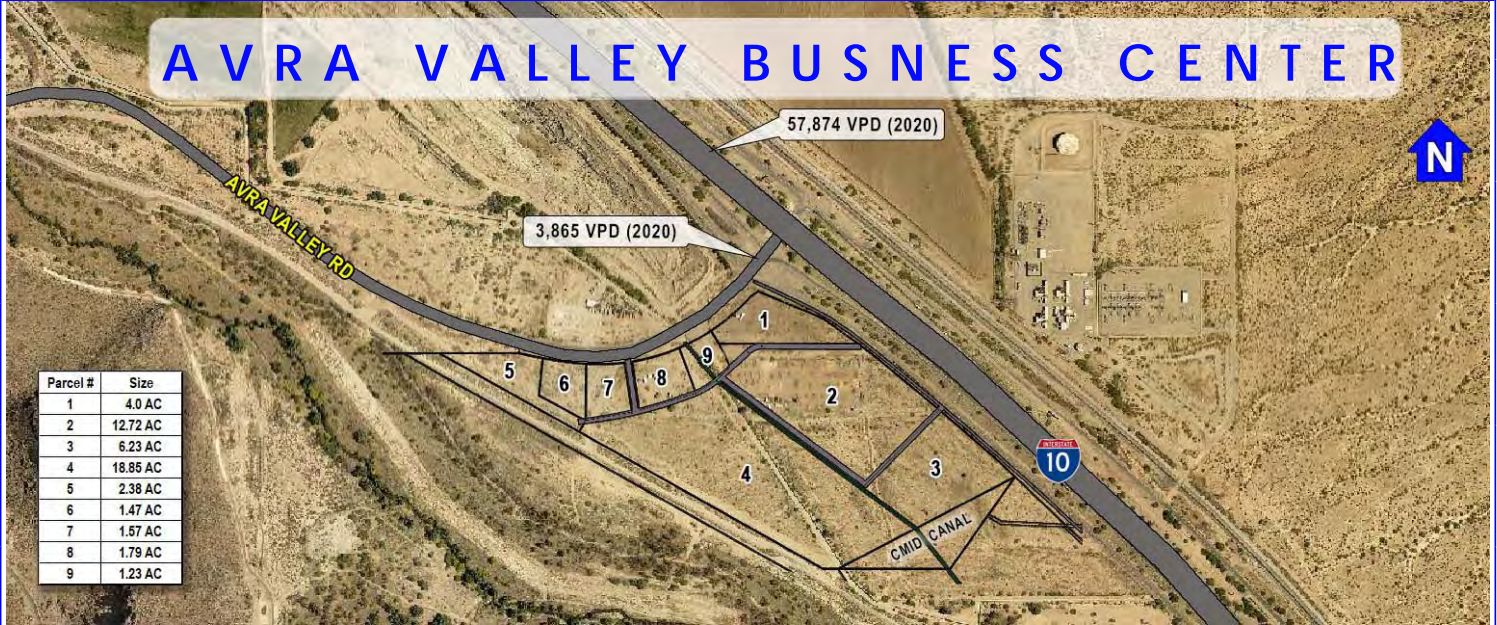 AVRA VALLEY BUSNESS CENTER
57,874 VPD (2020)
N
3,865 VPD (2020)
AVRA VALLEY RD
1
2
3
4
5
6
7
8
9
INTERSTATE
10
CMID CANAL
Parcel # Size
1 4.0 AC
2 12.72 AC
3 6.23 AC
4 18.85 AC
5 2.38 AC
6 1.47 AC
7 1.57 AC
8 1.79 AC
9 1.23 AC